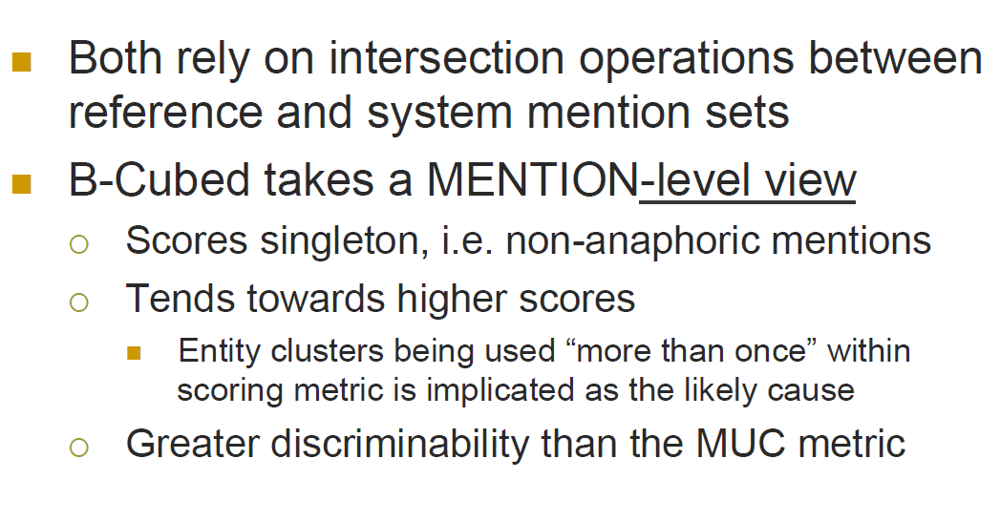 Both rely on intersection operations between
reference and system mention sets
B-Cubed takes a MENTION-level view
Scores singleton, i.e. non-anaphoric mentions
Tends towards higher scores
Entity clusters being used “more than once” within
scoring metric is implicated as the likely cause
Greater discriminability than the MUC metric